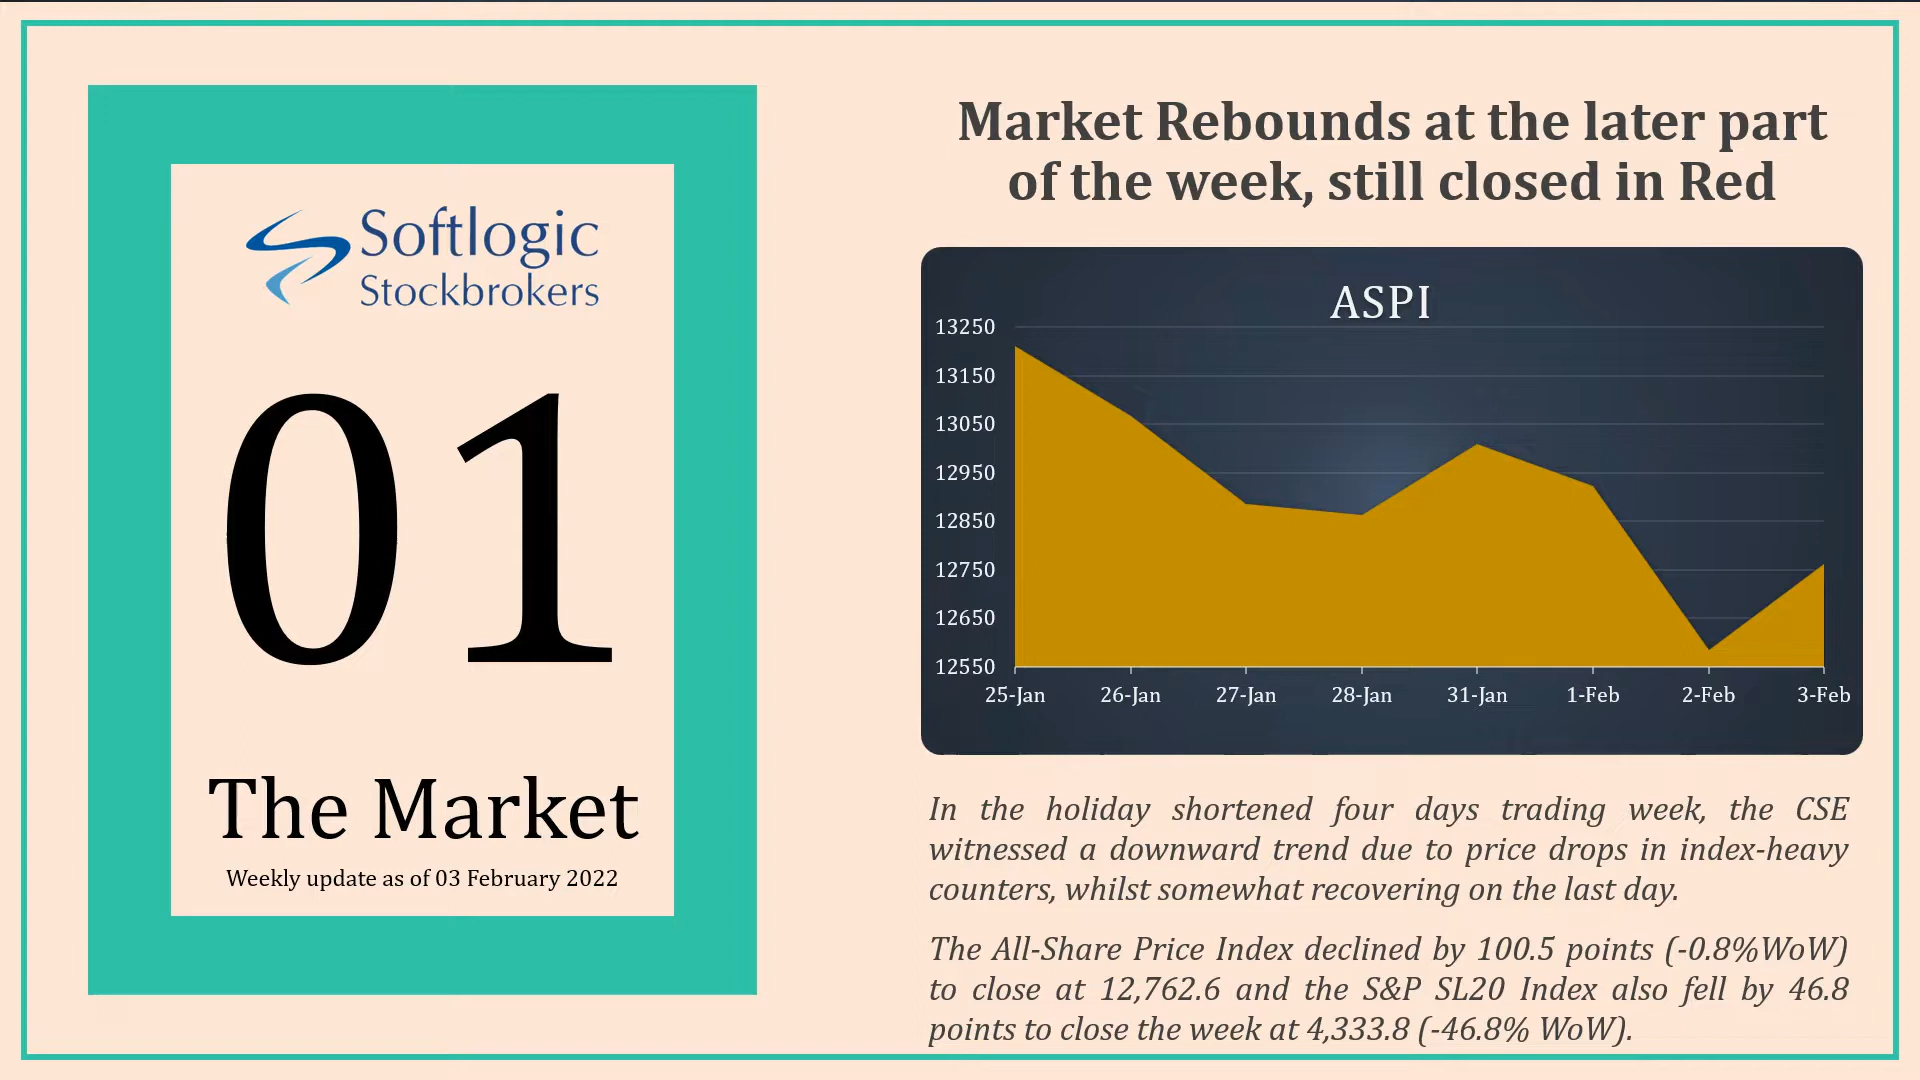 Softlogic
Stockbrokers
01
The Market
Weekly update as of 03 February 2022
Market Rebounds at the later part
of the week, still closed in Red
ASPI
13250
13150
13050
12950
12850
12750
12650
12550
25-Jan 26-Jan 27-Jan 28-Jan 31-Jan 1-Feb 2-Feb 3-Feb
In the holiday shortened four days trading week, the CSE
witnessed a downward trend due to price drops in index-heavy
counters, whilst somewhat recovering on the last day.
The All-Share Price Index declined by 100.5 points (-0.8%WoW)
to close at 12,762.6 and the S&P SL20 Index also fell by 46.8
points to close the week at 4,333.8 (-46.8% WoW).